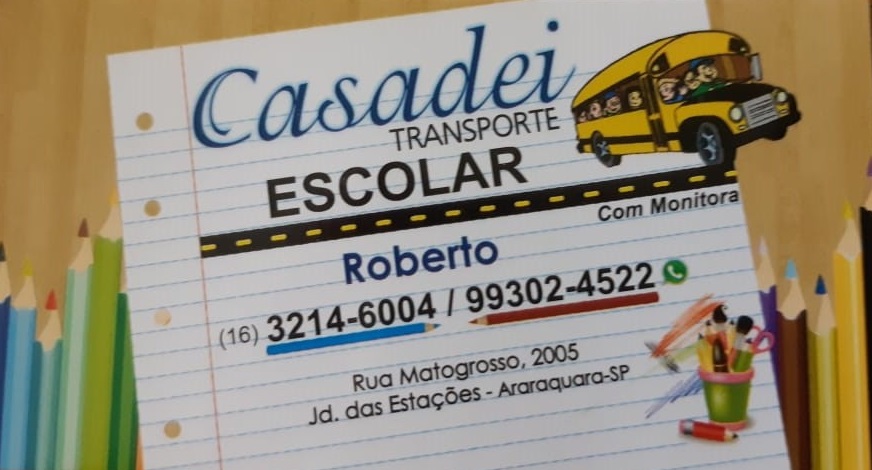 Casadei
TRANSPORTE
ESCOLAR
Com Monitora
Roberto
(16) 3214-6004 / 99302-4522
Rua Matogrosso, 2005
Jd. das Estações - Araraquara-SP